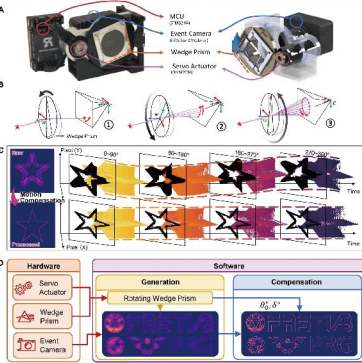 A
MCU
Event Camera
Wedge Prism
Servo Actuator
B
Wedge Prism
①
②
③
C
Raw
Motion
Compensation
Processed
Pixel (Y)
0~90°
90~180°
180~270°
Time
Time
Pixel (X)
D
Hardware
Servo
Actuator
Wedge
Prism
Event
Camera
Software
Generation
Rotating Wedge Prism
Compensation